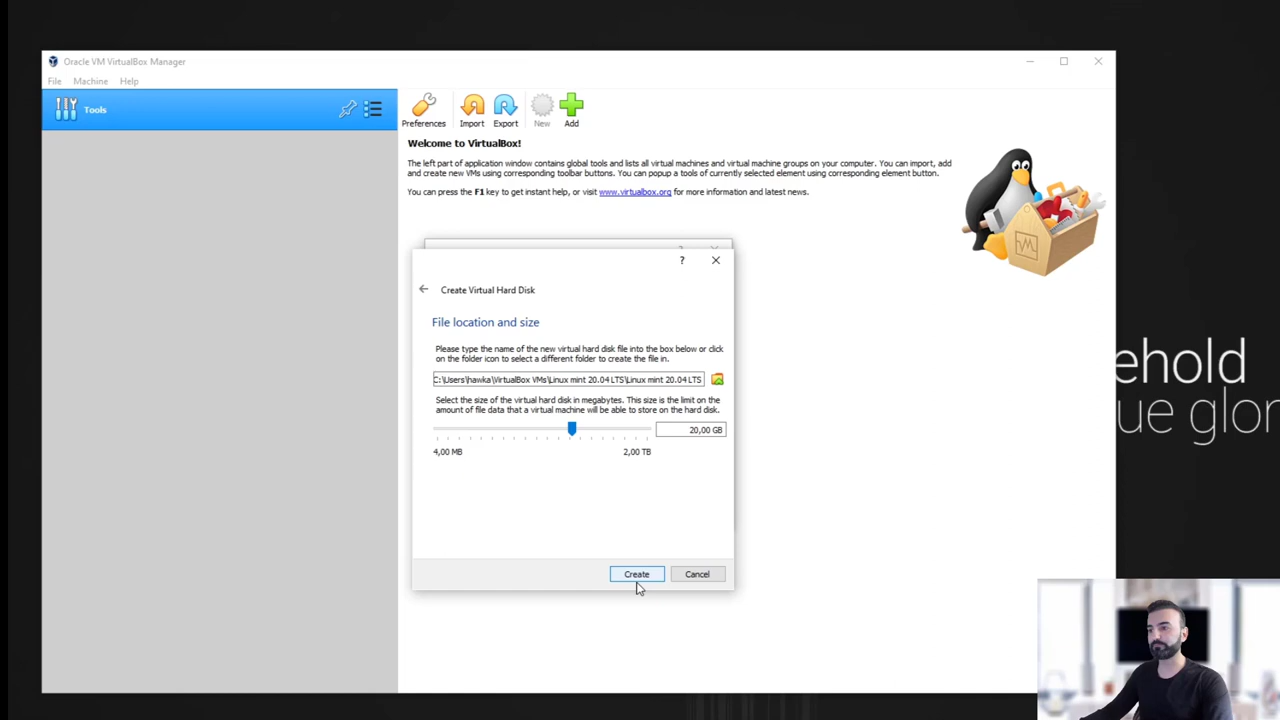 Oracle VM VirtualBox Manager
File Machine Help
Tools
Preferences Import Export New Add
Welcome to VirtualBox!
The left part of application window contains global tools and lists all virtual machines and virtual machine groups on your computer. You can import, add
and create new VMs using corresponding toolbar buttons. You can popup a tools of currently selected element using corresponding element button.
You can press the F1 key to get instant help, or visit www.virtualbox.org for more information and latest news.
? 
Create Virtual Hard Disk
File location and size
Please type the name of the new virtual hard disk file into the box below or click
on the folder icon to select a different folder to create the file in.
C:\Users\hawka\VirtualBox VMs\Linux mint 20.04 LTS\Linux mint 20.04 LTS
Select the size of the virtual hard disk in megabytes. This size is the limit on the
amount of file data that a virtual machine will be able to store on the hard disk.
20,00 GB
4,00 MB 2,00 TB
Create Cancel
ehold
ue glor